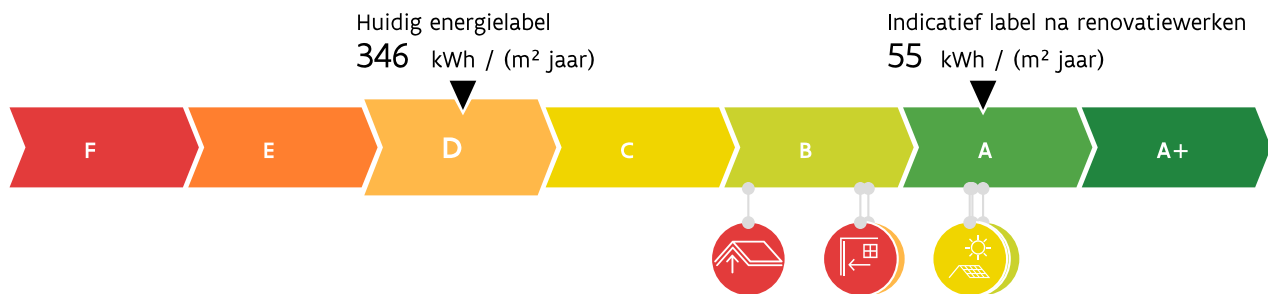 Huidig energielabel
346 kWh / (m² jaar)
Indicatief label na renovatiewerken
55 kWh / (m² jaar)
F E D C B A A+